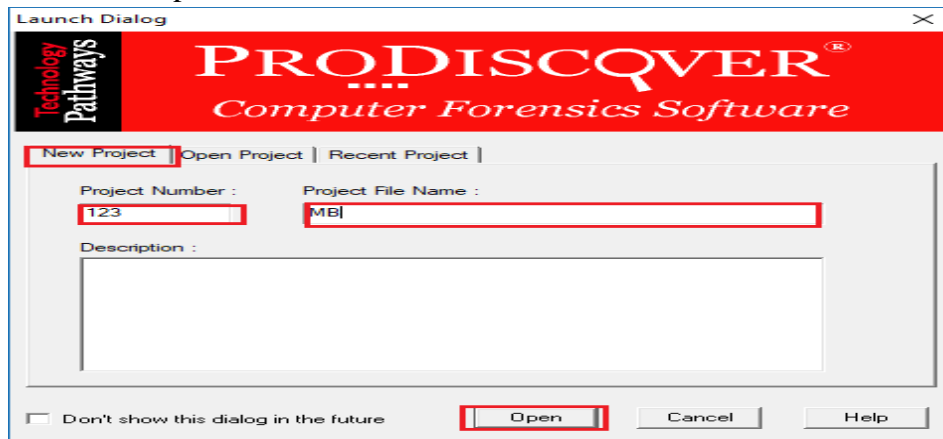 Launch Dialog
Technology
Pathways
PRODISCOVER®
Computer Forensics Software
New Project Open Project Recent Project
Project Number : Project File Name :
123 MB
Description :
Don't show this dialog in the future Open Cancel Help